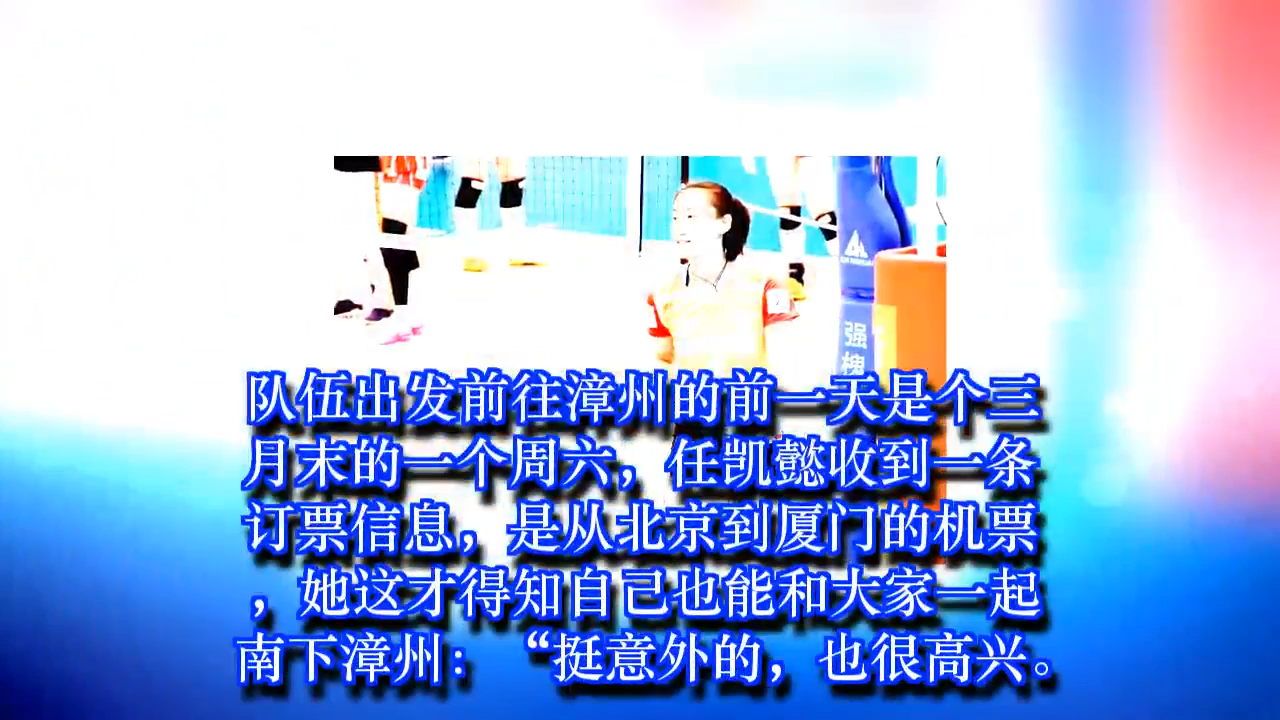 强
槐
队伍出发前往漳州的前一天是个三
月末的一个周六，任凯懿收到一条
订票信息，是从北京到厦门的机票
，她这才得知自己也能和大家一起
南下漳州：“挺意外的，也很高兴。